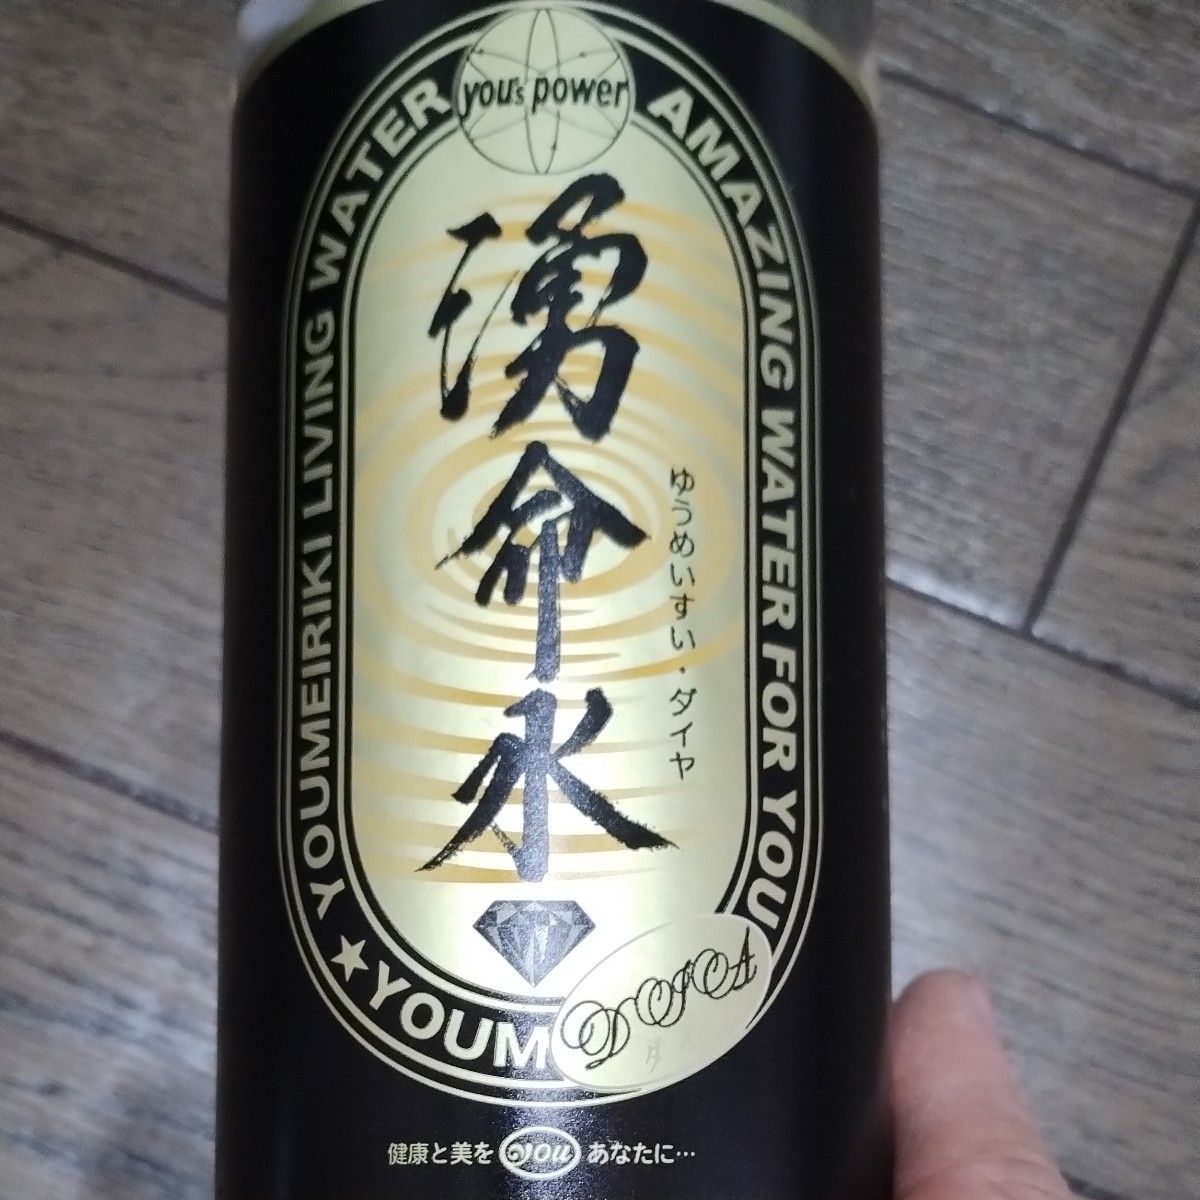 you's power
YOUMEIRIKI LIVING WATER
AMAZING WATER FOR YOU
湧命水
ゆうめいすい・ダイヤ
★YOUM
DIA
健康と美を you あなたに…